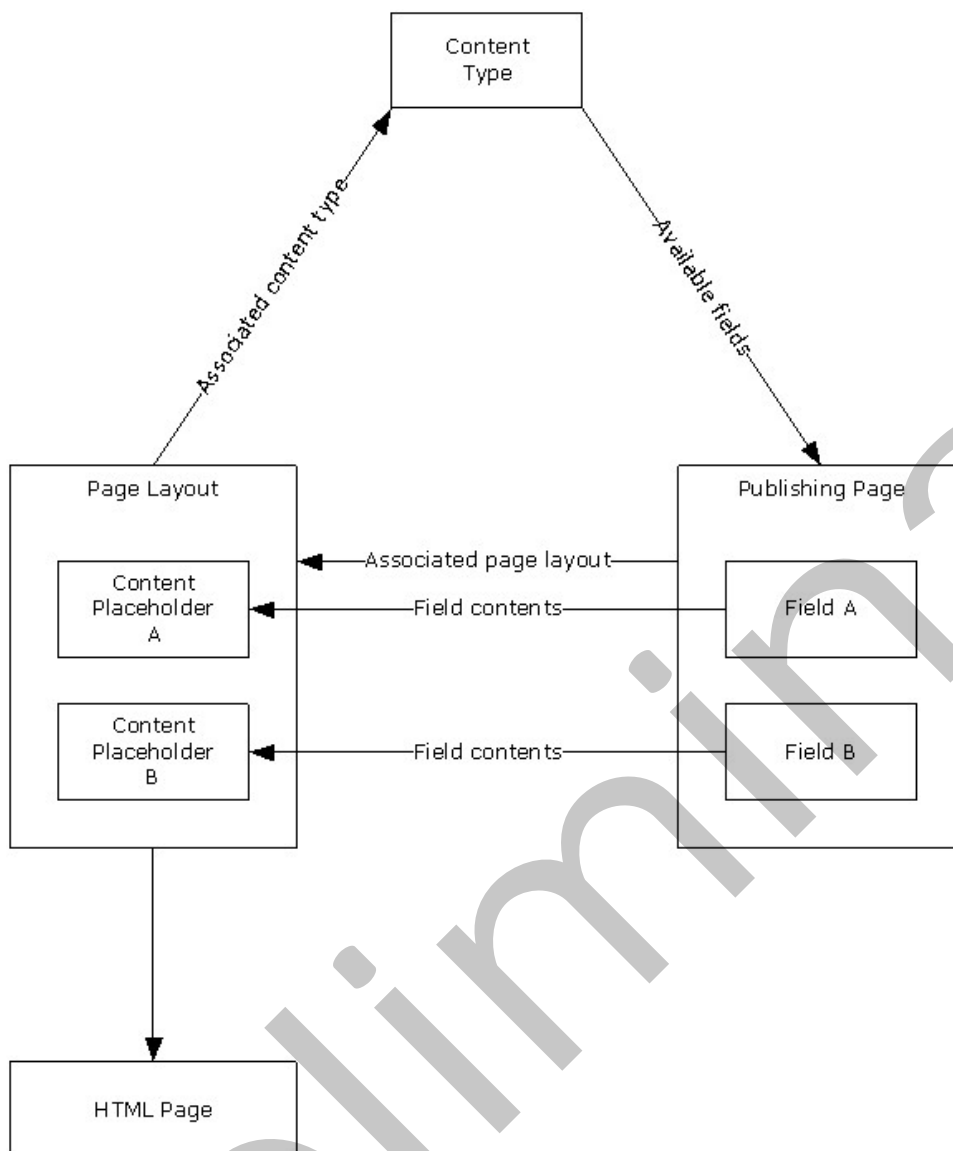 Content
Type
Associated content type
Available fields
Page Layout
Publishing Page
Associated page layout
Content
Placeholder
A
Field contents
Field A
Content
Placeholder
B
Field contents
Field B
HTML Page